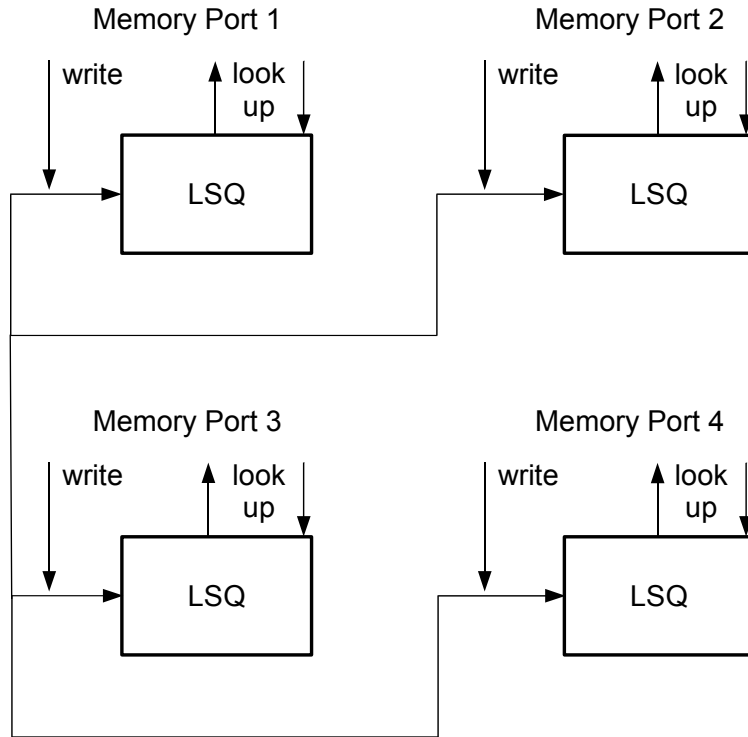 Memory Port 1
Memory Port 2
write
look
up
write
look
up
LSQ
LSQ
Memory Port 3
Memory Port 4
write
look
up
write
look
up
LSQ
LSQ